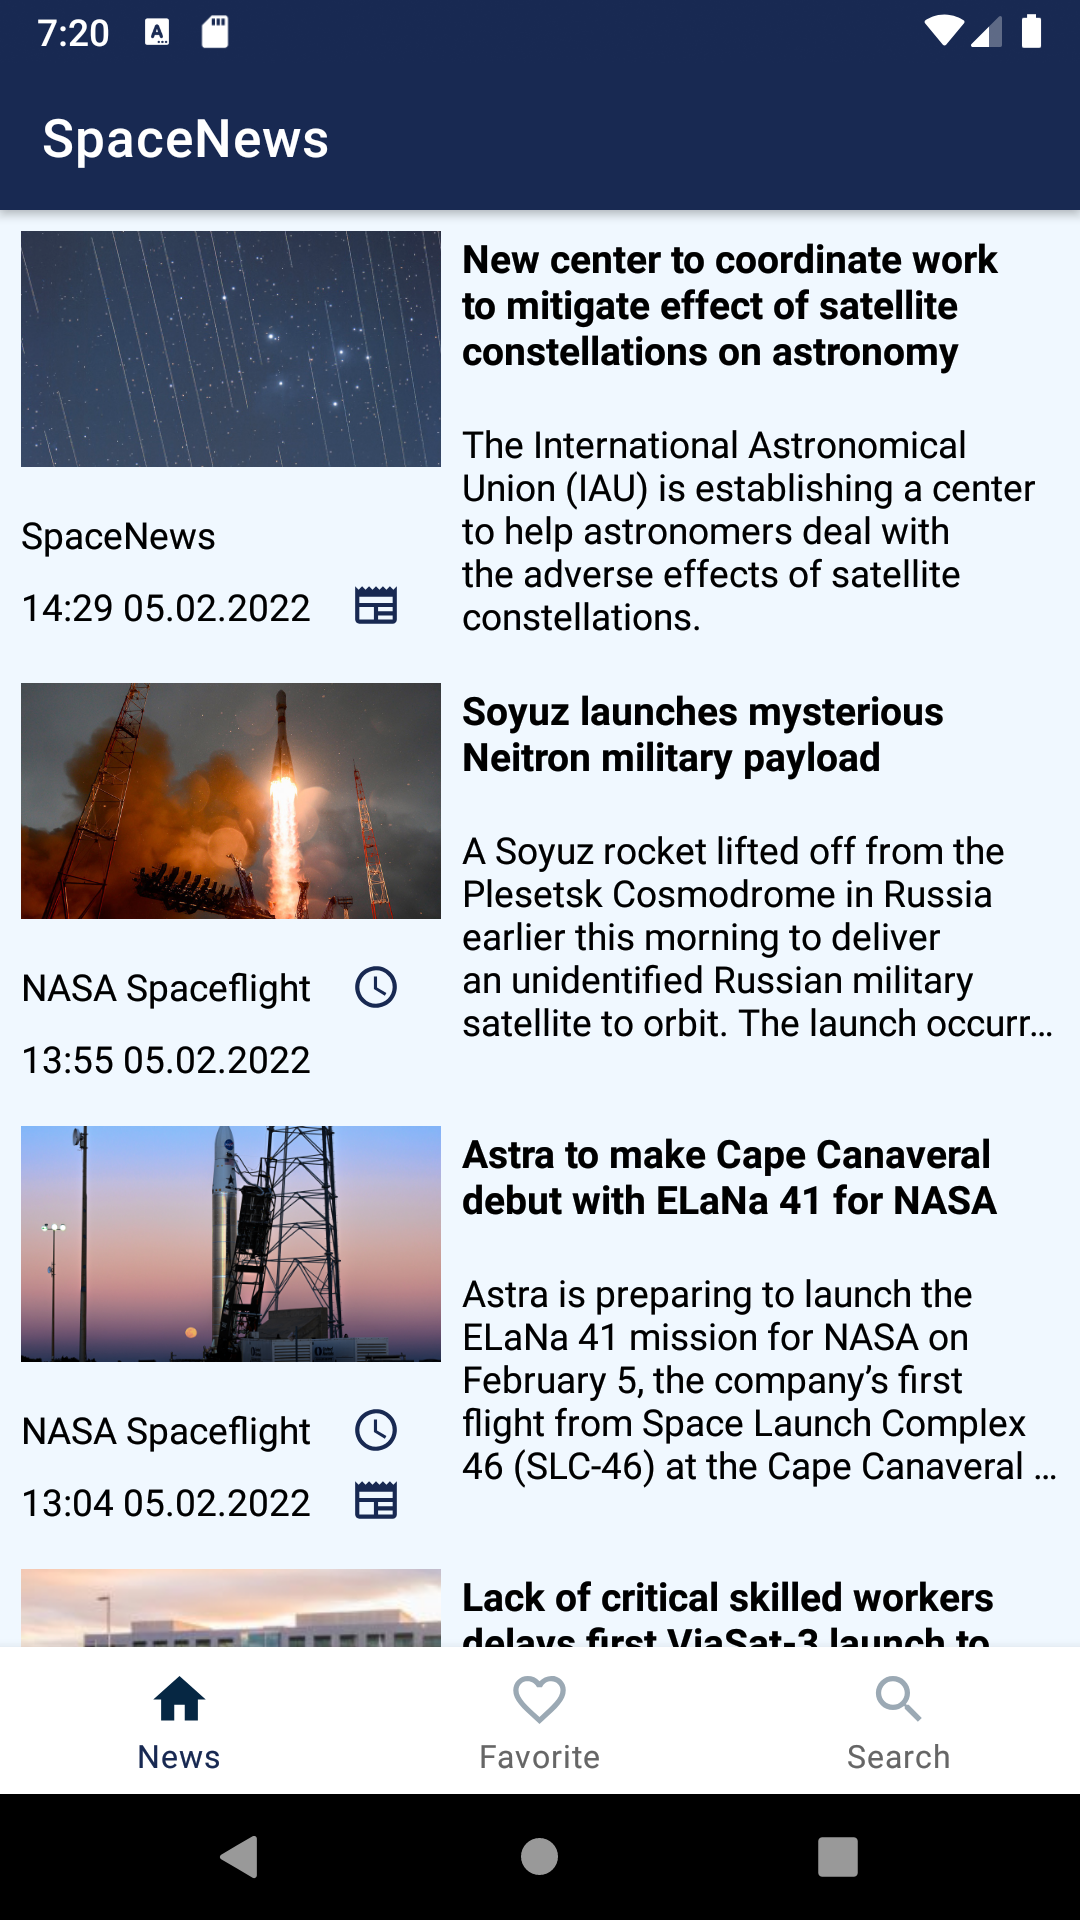 7:20
SpaceNews
New center to coordinate work
to mitigate effect of satellite
constellations on astronomy
The International Astronomical
Union (IAU) is establishing a center
to help astronomers deal with
the adverse effects of satellite
constellations.
SpaceNews
14:29 05.02.2022
Soyuz launches mysterious
Neitron military payload
A Soyuz rocket lifted off from the
Plesetsk Cosmodrome in Russia
earlier this morning to deliver
an unidentified Russian military
satellite to orbit. The launch occurr…
NASA Spaceflight
13:55 05.02.2022
Astra to make Cape Canaveral
debut with ELaNa 41 for NASA
Astra is preparing to launch the
ELaNa 41 mission for NASA on
February 5, the company’s first
flight from Space Launch Complex
46 (SLC-46) at the Cape Canaveral …
NASA Spaceflight
13:04 05.02.2022
Lack of critical skilled workers
delays first ViaSat-3 launch to
News
Favorite
Search